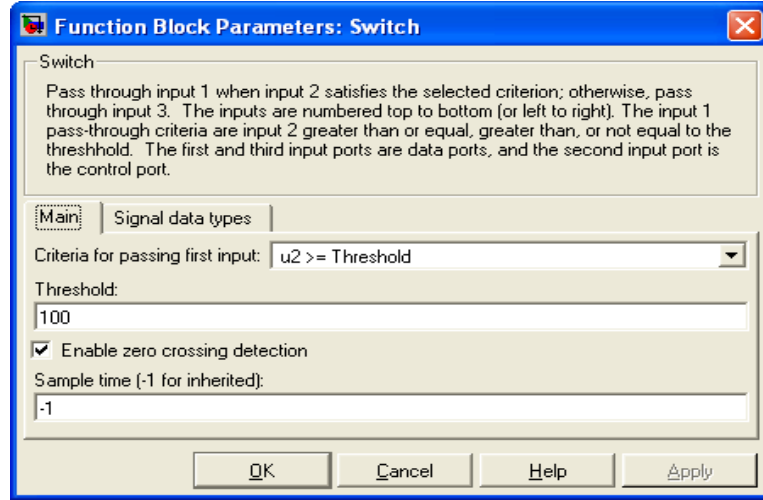 Function Block Parameters: Switch
Switch
Pass through input 1 when input 2 satisfies the selected criterion; otherwise, pass
through input 3. The inputs are numbered top to bottom (or left to right). The input 1
pass-through criteria are input 2 greater than or equal, greater than, or not equal to the
threshhold. The first and third input ports are data ports, and the second input port is
the control port.
Main Signal data types
Criteria for passing first input: u2 >= Threshold
Threshold:
100
Enable zero crossing detection
Sample time (-1 for inherited):
-1
OK Cancel Help Apply